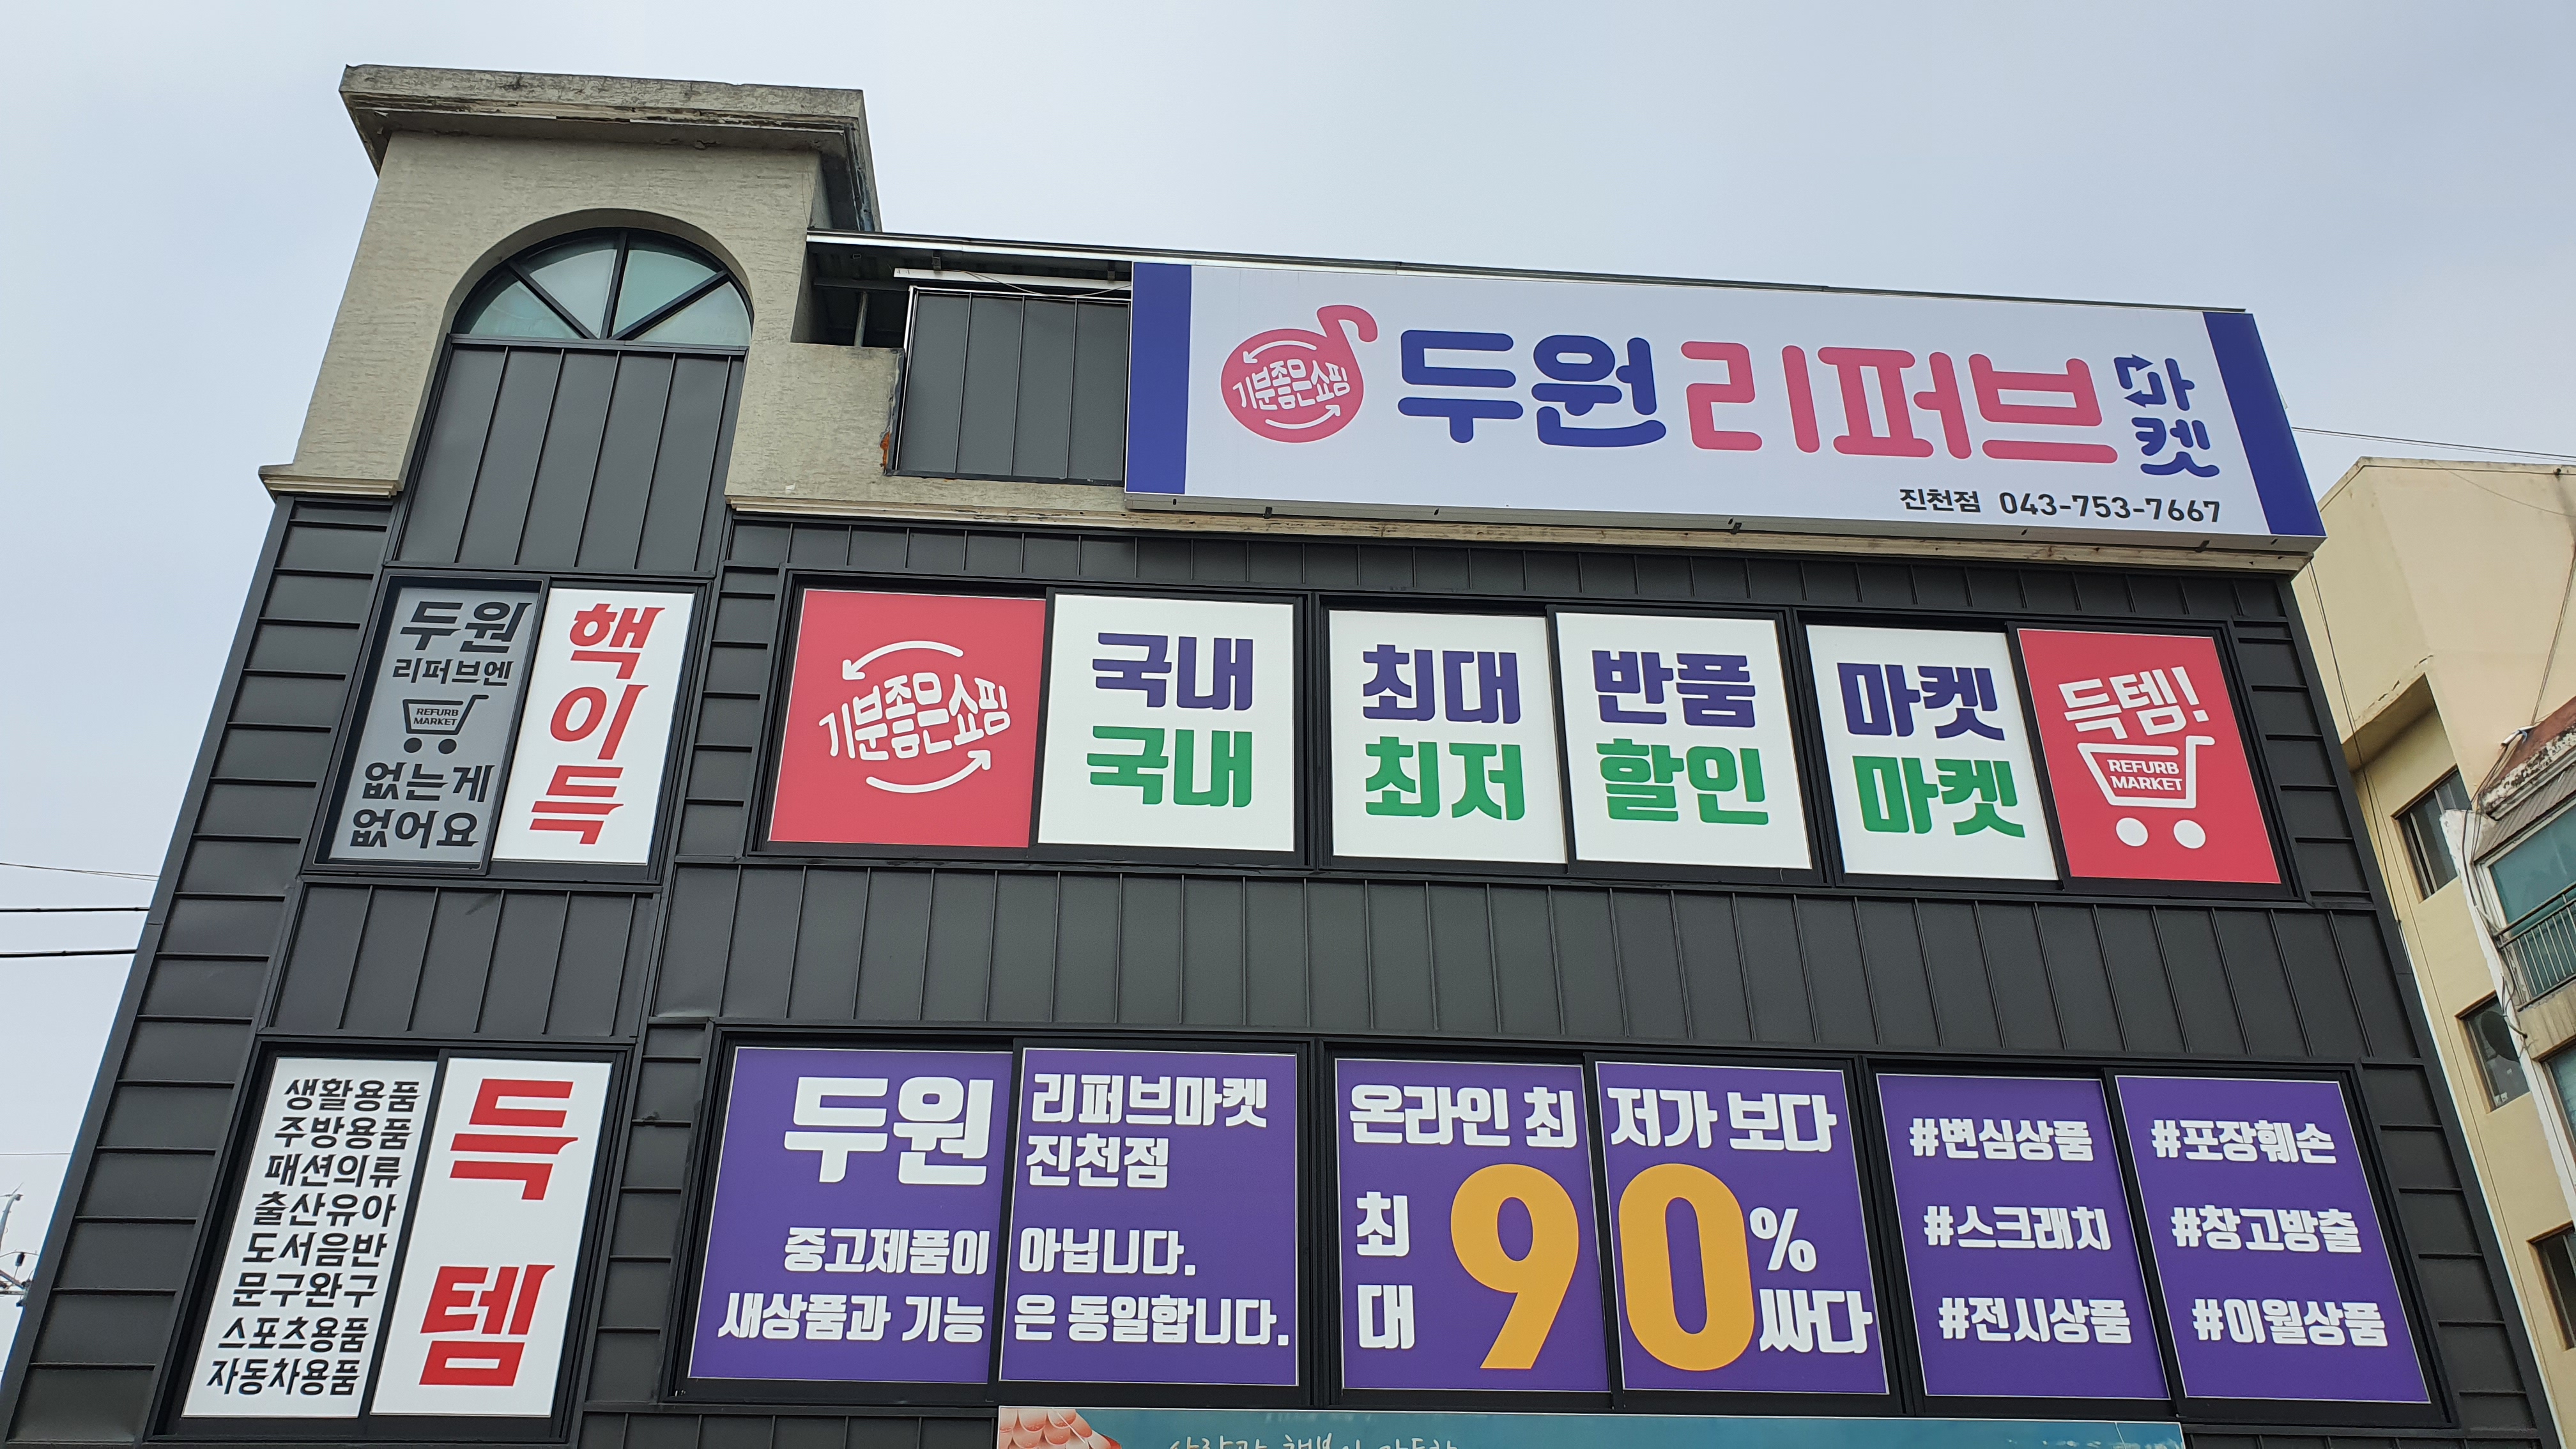 기분좋은쇼핑
두원리퍼브마켓
진천점 043-753-7667
두원
리퍼브엔
REFURB
MARKET
없는게
없어요
핵이득
기분좋은쇼핑
국내 최대 반품 마켓
국내 최저 할인 마켓
득템!
REFURB
MARKET
생활용품
주방용품
패션의류
출산유아
도서음반
문구완구
스포츠용품
자동차용품
득템
두원 리퍼브마켓
진천점
중고제품이 아닙니다.
새상품과 기능은 동일합니다.
온라인 최저가 보다
최대 90% 싸다
#변심상품 #포장훼손
#스크래치 #창고방출
#전시상품 #이월상품